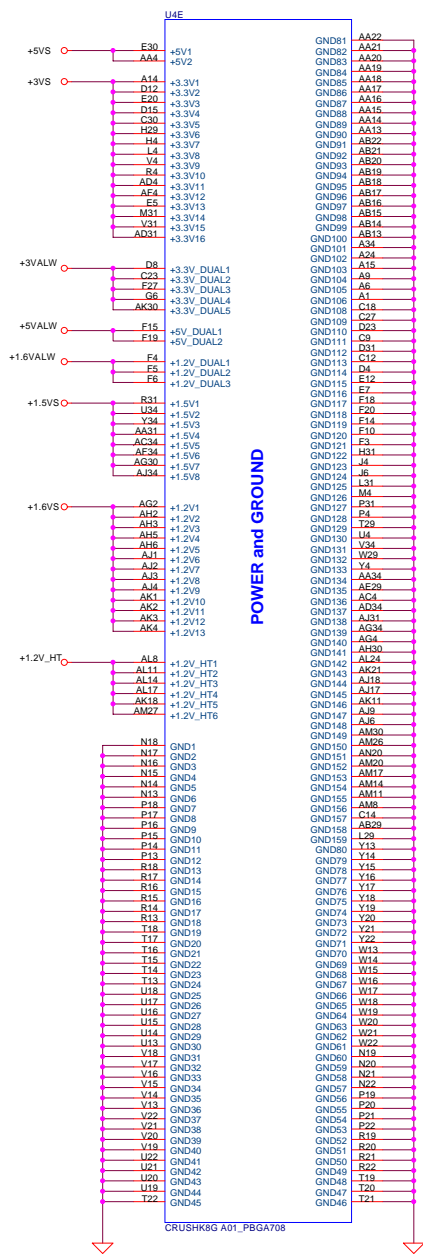 U4E
+5VS
E30 +5V1
AA4 +5V2
+3VS
A14 +3.3V1
D12 +3.3V2
E20 +3.3V3
D15 +3.3V4
C30 +3.3V5
H29 +3.3V6
H4 +3.3V7
L4 +3.3V8
V4 +3.3V9
R4 +3.3V10
AD4 +3.3V11
AF4 +3.3V12
E5 +3.3V13
M31 +3.3V14
V31 +3.3V15
AD31 +3.3V16
+3VALW
D8 +3.3V_DUAL1
C23 +3.3V_DUAL2
F27 +3.3V_DUAL3
G6 +3.3V_DUAL4
AK30 +3.3V_DUAL5
+5VALW
F15 +5V_DUAL1
F19 +5V_DUAL2
+1.6VALW
F4 +1.2V_DUAL1
F5 +1.2V_DUAL2
F6 +1.2V_DUAL3
+1.5VS
R31 +1.5V1
U34 +1.5V2
Y34 +1.5V3
AA31 +1.5V4
AC34 +1.5V5
AF34 +1.5V6
AG30 +1.5V7
AJ34 +1.5V8
+1.6VS
AG2 +1.2V1
AH2 +1.2V2
AH3 +1.2V3
AH5 +1.2V4
AH6 +1.2V5
AJ1 +1.2V6
AJ2 +1.2V7
AJ3 +1.2V8
AJ4 +1.2V9
AK1 +1.2V10
AK2 +1.2V11
AK3 +1.2V12
AK4 +1.2V13
+1.2V_HT
AL8 +1.2V_HT1
AL11 +1.2V_HT2
AL14 +1.2V_HT3
AL17 +1.2V_HT4
AK18 +1.2V_HT5
AM27 +1.2V_HT6
N18 GND1
N17 GND2
N16 GND3
N15 GND4
N14 GND5
N13 GND6
P18 GND7
P17 GND8
P16 GND9
P15 GND10
P14 GND11
P13 GND12
R18 GND13
R17 GND14
R16 GND15
R15 GND16
R14 GND17
R13 GND18
T18 GND19
T17 GND20
T16 GND21
T15 GND22
T14 GND23
T13 GND24
U18 GND25
U17 GND26
U16 GND27
U15 GND28
U14 GND29
U13 GND30
V18 GND31
V17 GND32
V16 GND33
V15 GND34
V14 GND35
V13 GND36
V22 GND37
V21 GND38
V20 GND39
V19 GND40
U22 GND41
U21 GND42
U20 GND43
U19 GND44
T22 GND45
POWER and GROUND
GND81 AA22
GND82 AA21
GND83 AA20
GND84 AA19
GND85 AA18
GND86 AA17
GND87 AA16
GND88 AA15
GND89 AA14
GND90 AA13
GND91 AB22
GND92 AB21
GND93 AB20
GND94 AB19
GND95 AB18
GND96 AB17
GND97 AB16
GND98 AB15
GND99 AB14
GND100 AB13
GND101 A34
GND102 A24
GND103 A15
GND104 A9
GND105 A6
GND106 A1
GND108 C18
GND109 C27
GND110 D23
GND111 C9
GND112 D31
GND113 C12
GND114 D4
GND115 E12
GND116 E7
GND117 F18
GND118 F20
GND119 F14
GND120 F10
GND121 F3
GND122 H31
GND123 J4
GND124 J6
GND125 L31
GND126 M4
GND127 P31
GND128 P4
GND129 T29
GND130 U4
GND131 V34
GND132 W29
GND133 Y4
GND134 AA34
GND135 AE29
GND136 AC4
GND137 AD34
GND138 AJ31
GND139 AG34
GND140 AG4
GND141 AH30
GND142 AL24
GND143 AK21
GND144 AJ18
GND145 AJ17
GND146 AK11
GND147 AJ9
GND148 AJ6
GND149 AM30
GND150 AM26
GND151 AN20
GND152 AM20
GND153 AM17
GND154 AM14
GND155 AM11
GND156 AM8
GND157 C14
GND158 AB29
GND159 L29
GND80 Y13
GND79 Y14
GND78 Y15
GND77 Y16
GND76 Y17
GND75 Y18
GND74 Y19
GND73 Y20
GND72 Y21
GND71 Y22
GND70 W13
GND69 W14
GND68 W15
GND67 W16
GND66 W17
GND65 W18
GND64 W19
GND63 W20
GND62 W21
GND61 W22
GND60 N19
GND59 N20
GND58 N21
GND57 N22
GND56 P19
GND55 P20
GND54 P21
GND53 P22
GND52 R19
GND51 R20
GND50 R21
GND49 R22
GND48 T19
GND47 T20
GND46 T21
CRUSHK8G A01_PBGA708